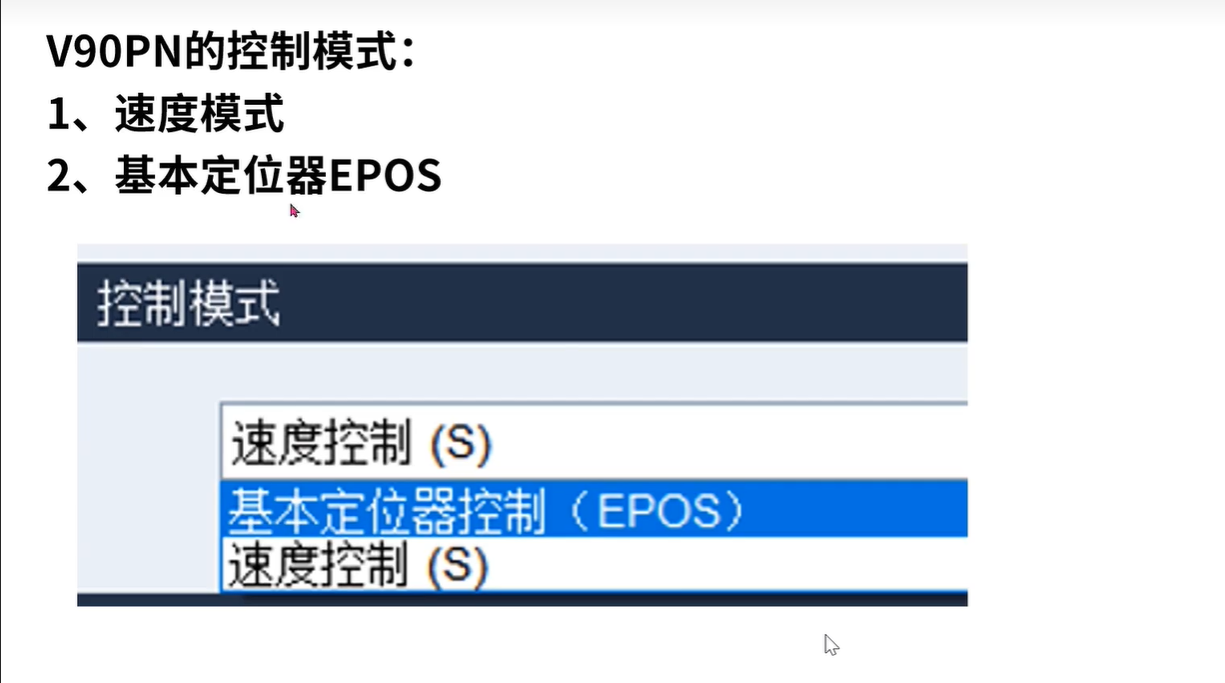 V90PN的控制模式：
1、速度模式
2、基本定位器EPOS
控制模式
速度控制 (S)
基本定位器控制（EPOS）
速度控制 (S)